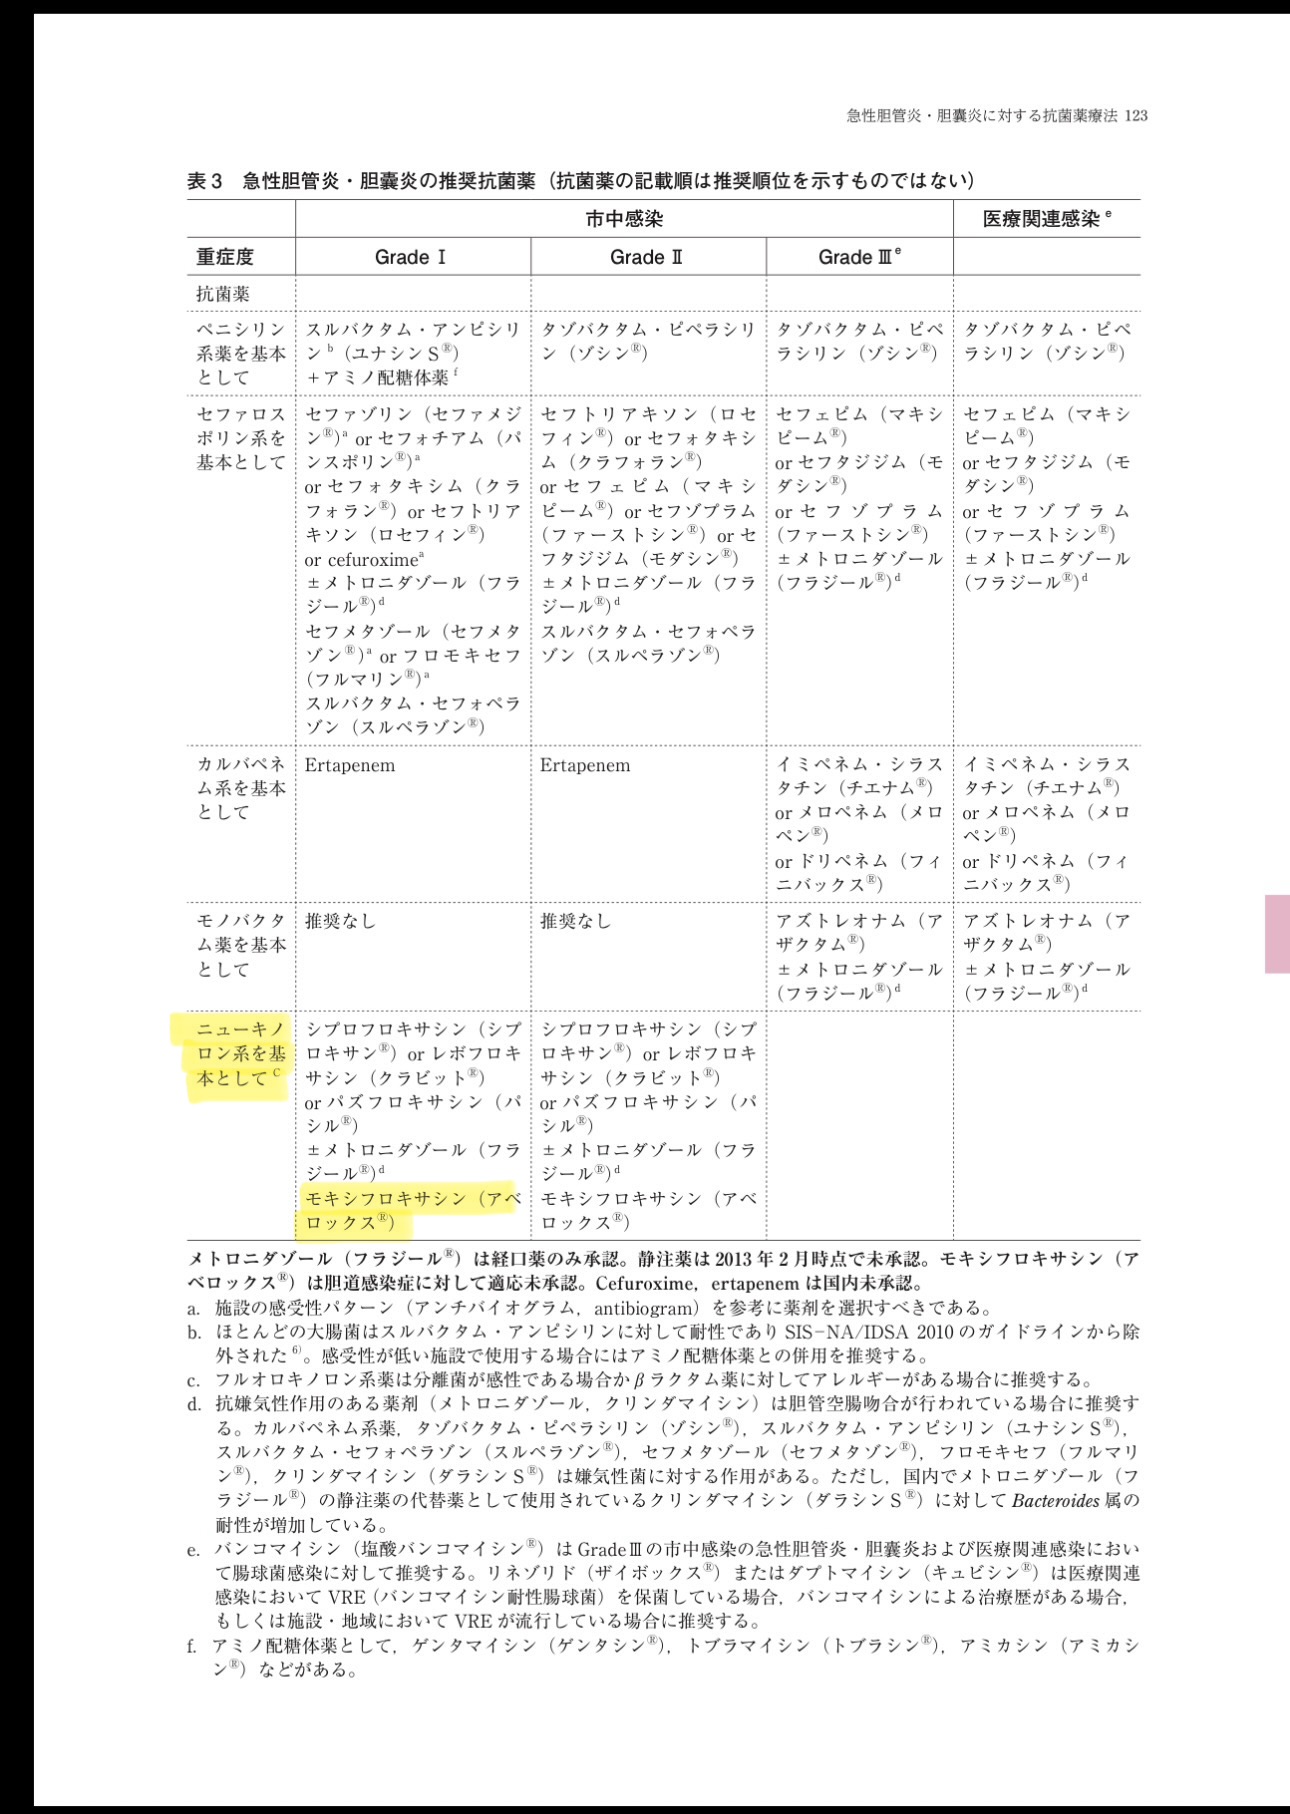 急性胆管炎・胆嚢炎に対する抗菌薬療法 123
表3　急性胆管炎・胆嚢炎の推奨抗菌薬（抗菌薬の記載順は推奨順位を示すものではない）
市中感染
医療関連感染 e
重症度
Grade Ⅰ
Grade Ⅱ
Grade Ⅲ e
抗菌薬
ペニシリン
系薬を基本
として
スルバクタム・アンピシリ
ン b（ユナシン S®）
＋アミノ配糖体薬 f
タゾバクタム・ピペラシリ
ン（ゾシン®）
タゾバクタム・ピペ
ラシリン（ゾシン®）
タゾバクタム・ピペ
ラシリン（ゾシン®）
セファロス
ポリン系を
基本として
セファゾリン（セファメジ
ン®）a or セフォチアム（パ
ンスポリン®）a
or セフォタキシム（クラ
フォラン®）or セフトリア
キソン（ロセフィン®）
or cefuroxime a
±メトロニダゾール（フラ
ジール®）d
セフメタゾール（セフメタ
ゾン®）a or フロモキセフ
（フルマリン®）a
スルバクタム・セフォペラ
ゾン（スルペラゾン®）
セフトリアキソン（ロセ
フィン®）or セフォタキシ
ム（クラフォラン®）
or セフェピム（マキシ
ピーム®）or セフゾプラム
（ファーストシン®）or セ
フタジジム（モダシン®）
±メトロニダゾール（フラ
ジール®）d
スルバクタム・セフォペラ
ゾン（スルペラゾン®）
セフェピム（マキシ
ピーム®）
or セフタジジム（モ
ダシン®）
or セフゾプラム
（ファーストシン®）
±メトロニダゾール
（フラジール®）d
セフェピム（マキシ
ピーム®）
or セフタジジム（モ
ダシン®）
or セフゾプラム
（ファーストシン®）
±メトロニダゾール
（フラジール®）d
カルバペネ
ム系を基本
として
Ertapenem
Ertapenem
イミペネム・シラス
タチン（チエナム®）
or メロペネム（メロ
ペン®）
or ドリペネム（フィ
ニバックス®）
イミペネム・シラス
タチン（チエナム®）
or メロペネム（メロ
ペン®）
or ドリペネム（フィ
ニバックス®）
モノバクタ
ム薬を基本
として
推奨なし
推奨なし
アズトレオナム（ア
ザクタム®）
±メトロニダゾール
（フラジール®）d
アズトレオナム（ア
ザクタム®）
±メトロニダゾール
（フラジール®）d
ニューキノ
ロン系を基
本として C
シプロフロキサシン（シプ
ロキサン®）or レボフロキ
サシン（クラビット®）
or パズフロキサシン（パ
シル®）
±メトロニダゾール（フラ
ジール®）d
モキシフロキサシン（アベ
ロックス®）
シプロフロキサシン（シプ
ロキサン®）or レボフロキ
サシン（クラビット®）
or パズフロキサシン（パ
シル®）
±メトロニダゾール（フラ
ジール®）d
モキシフロキサシン（アベ
ロックス®）
メトロニダゾール（フラジール®）は経口薬のみ承認。静注薬は 2013 年 2 月時点で未承認。モキシフロキサシン（ア
ベロックス®）は胆道感染症に対して適応未承認。Cefuroxime，ertapenem は国内未承認。
a. 施設の感受性パターン（アンチバイオグラム，antibiogram）を参考に薬剤を選択すべきである。
b. ほとんどの大腸菌はスルバクタム・アンピシリンに対して耐性であり SIS-NA/IDSA 2010 のガイドラインから除
外された 6)。感受性が低い施設で使用する場合にはアミノ配糖体薬との併用を推奨する。
c. フルオロキノロン系薬は分離菌が感性である場合か β ラクタム薬に対してアレルギーがある場合に推奨する。
d. 抗嫌気性作用のある薬剤（メトロニダゾール，クリンダマイシン）は胆管空腸吻合が行われている場合に推奨す
る。カルバペネム系薬，タゾバクタム・ピペラシリン（ゾシン®），スルバクタム・アンピシリン（ユナシン S®），
スルバクタム・セフォペラゾン（スルペラゾン®），セフメタゾール（セフメタゾン®），フロモキセフ（フルマリ
ン®），クリンダマイシン（ダラシン S®）は嫌気性菌に対する作用がある。ただし，国内でメトロニダゾール（フ
ラジール®）の静注薬の代替薬として使用されているクリンダマイシン（ダラシン S®）に対して Bacteroides 属の
耐性が増加している。
e. バンコマイシン（塩酸バンコマイシン®）は Grade Ⅲ の市中感染の急性胆管炎・胆嚢炎および医療関連感染におい
て腸球菌感染に対して推奨する。リネゾリド（ザイボックス®）またはダプトマイシン（キュビシン®）は医療関連
感染において VRE（バンコマイシン耐性腸球菌）を保菌している場合，バンコマイシンによる治療歴がある場合，
もしくは施設・地域において VRE が流行している場合に推奨する。
f. アミノ配糖体薬として，ゲンタマイシン（ゲンタシン®），トブラマイシン（トブラシン®），アミカシン（アミカシ
ン®）などがある。